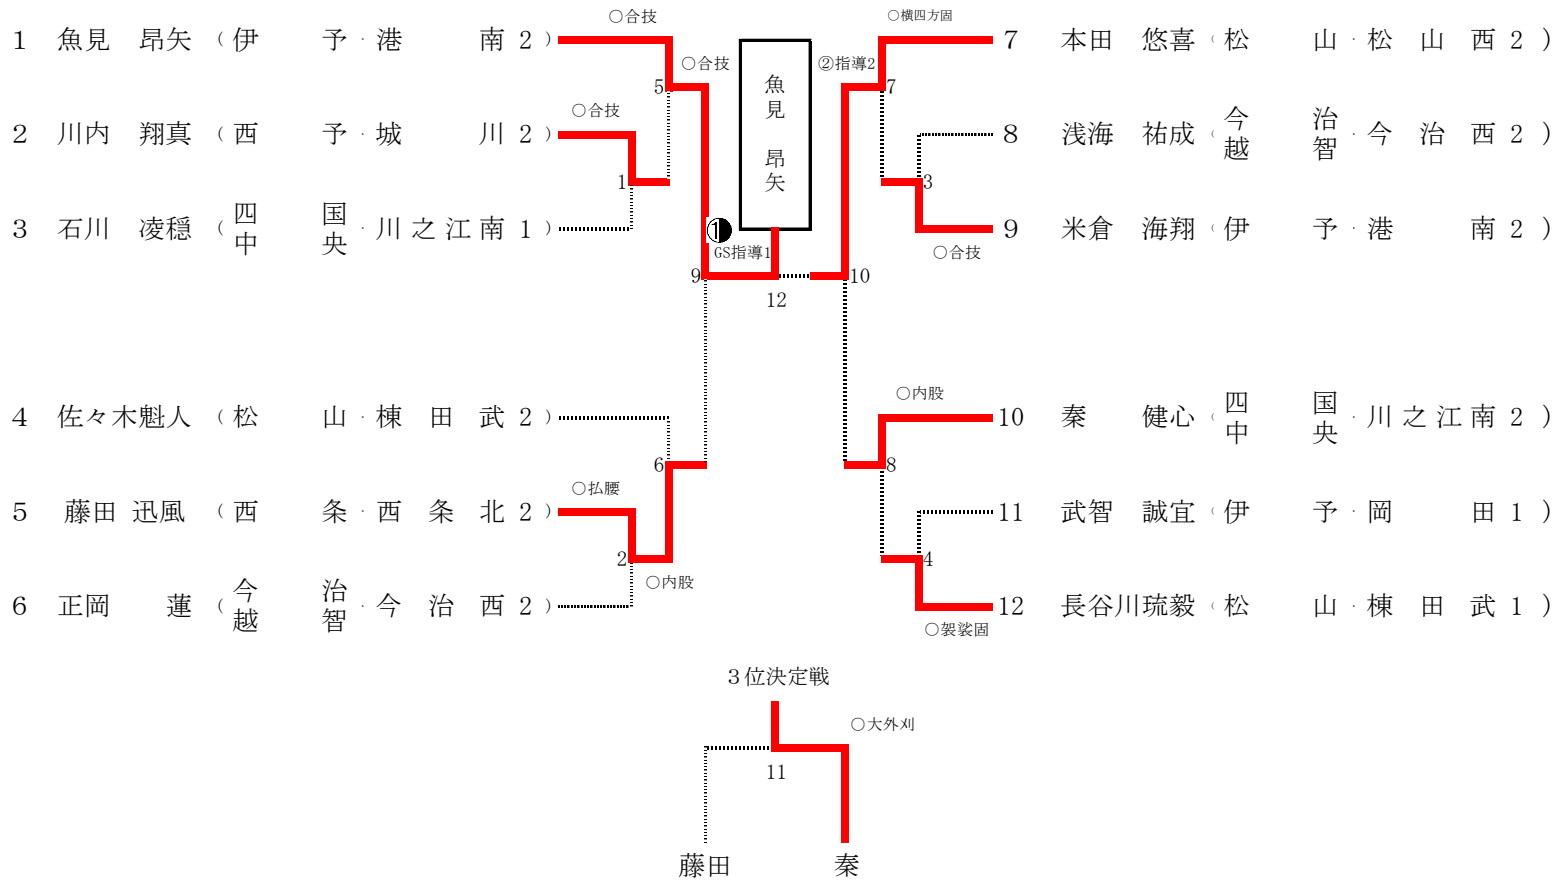 ○合技
○横四方固
1 魚見 昂矢 (伊 予・港 南 2)
7 本田 悠喜 (松 山・松 山 西 2)
○合技
②指導2
5
7
魚見 昂矢
○合技
2 川内 翔真 (西 予・城 川 2)
8 浅海 祐成 (今 治 越 智・今 治 西 2)
1
3
3 石川 凌穏 (四 国 中 央・川之江南 1)
9 米倉 海翔 (伊 予・港 南 2)
①
GS指導1
○合技
9
10
12
○内股
4 佐々木魁人 (松 山・棟 田 武 2)
10 秦 健心 (四 国 中 央・川之江南 2)
6
8
○払腰
5 藤田 迅風 (西 条・西 条 北 2)
11 武智 誠宜 (伊 予・岡 田 1)
2
4
○内股
6 正岡 蓮 (今 治 越 智・今 治 西 2)
12 長谷川琉毅 (松 山・棟 田 武 1)
○袈裟固
3位決定戦
○大外刈
11
藤田 秦